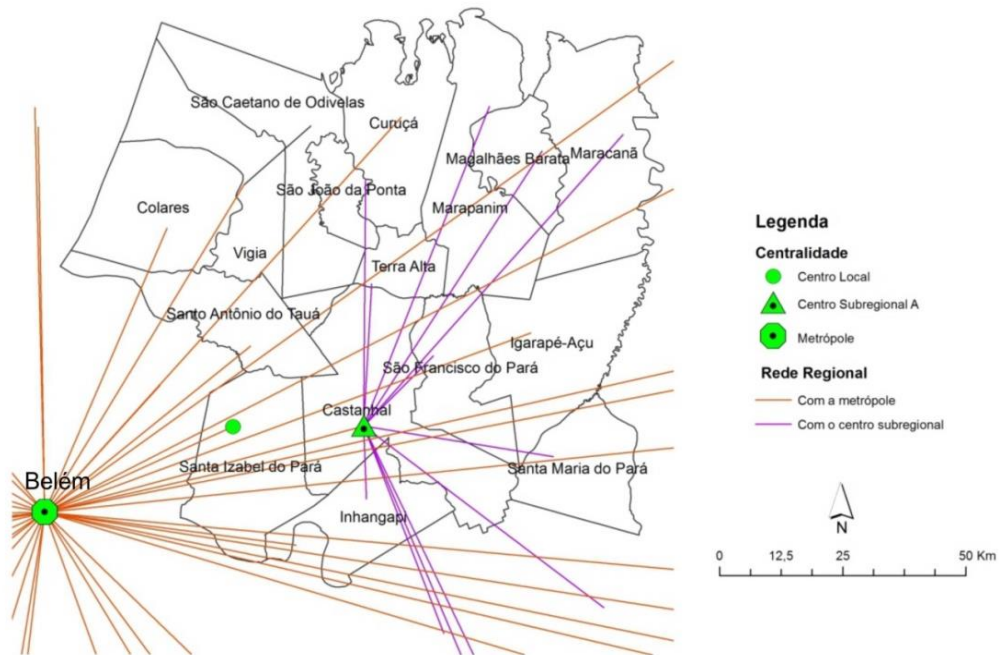 São Caetano de Odivelas
Curuçá
Magalhães Barata
Maracanã
São João da Ponta
Colares
Marapanim
Vigia
Terra Alta
Santo Antônio do Tauá
Igarapé-Açu
São Francisco do Pará
Castanhal
Santa Izabel do Pará
Santa Maria do Pará
Belém
Inhangapi
Legenda
Centralidade
Centro Local
Centro Subregional A
Metrópole
Rede Regional
Com a metrópole
Com o centro subregional
N
0 12,5 25 50 Km